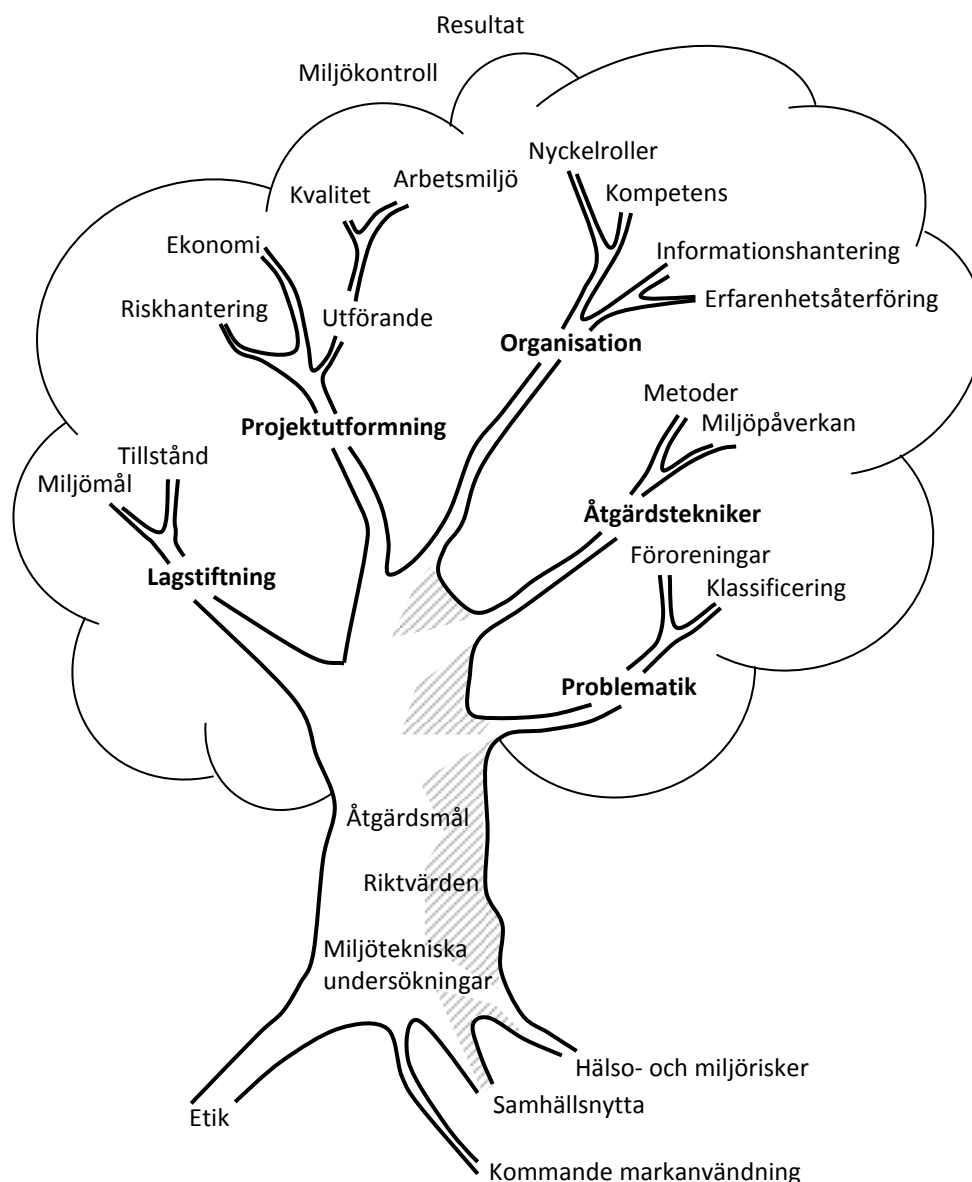 Resultat
Miljökontroll
Nyckelroller
Arbetsmiljö
Kvalitet
Kompetens
Ekonomi
Informationshantering
Erfarenhetsåterföring
Riskhantering
Utförande
Organisation
Metoder
Projektutformning
Miljöpåverkan
Tillstånd
Miljömål
Åtgärdstekniker
Föroreningar
Lagstiftning
Klassificering
Problematik
Åtgärdsmål
Riktvärden
Miljötekniska
undersökningar
Hälso- och miljörisker
Samhällsnytta
Etik
Kommande markanvändning